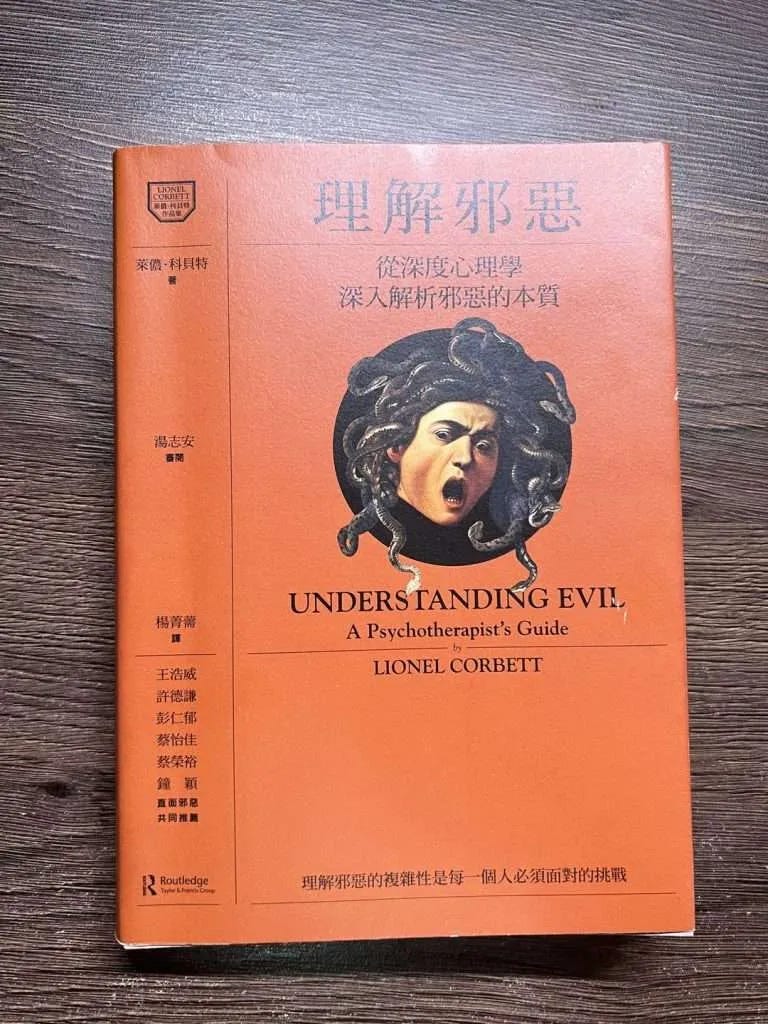 LIONEL
CORBETT
萊儂·科貝特
作品集
萊儂·科貝特
著
湯志安
審閱
楊菁薷
譯
王浩威
許德謙
彭仁郁
蔡怡佳
蔡榮裕
鐘 穎
直面邪惡
共同推薦
Routledge
Taylor & Francis Group
理解邪惡
從深度心理學
深入解析邪惡的本質
UNDERSTANDING EVIL
A Psychotherapist's Guide
by
LIONEL CORBETT
理解邪惡的複雜性是每一個人必須面對的挑戰